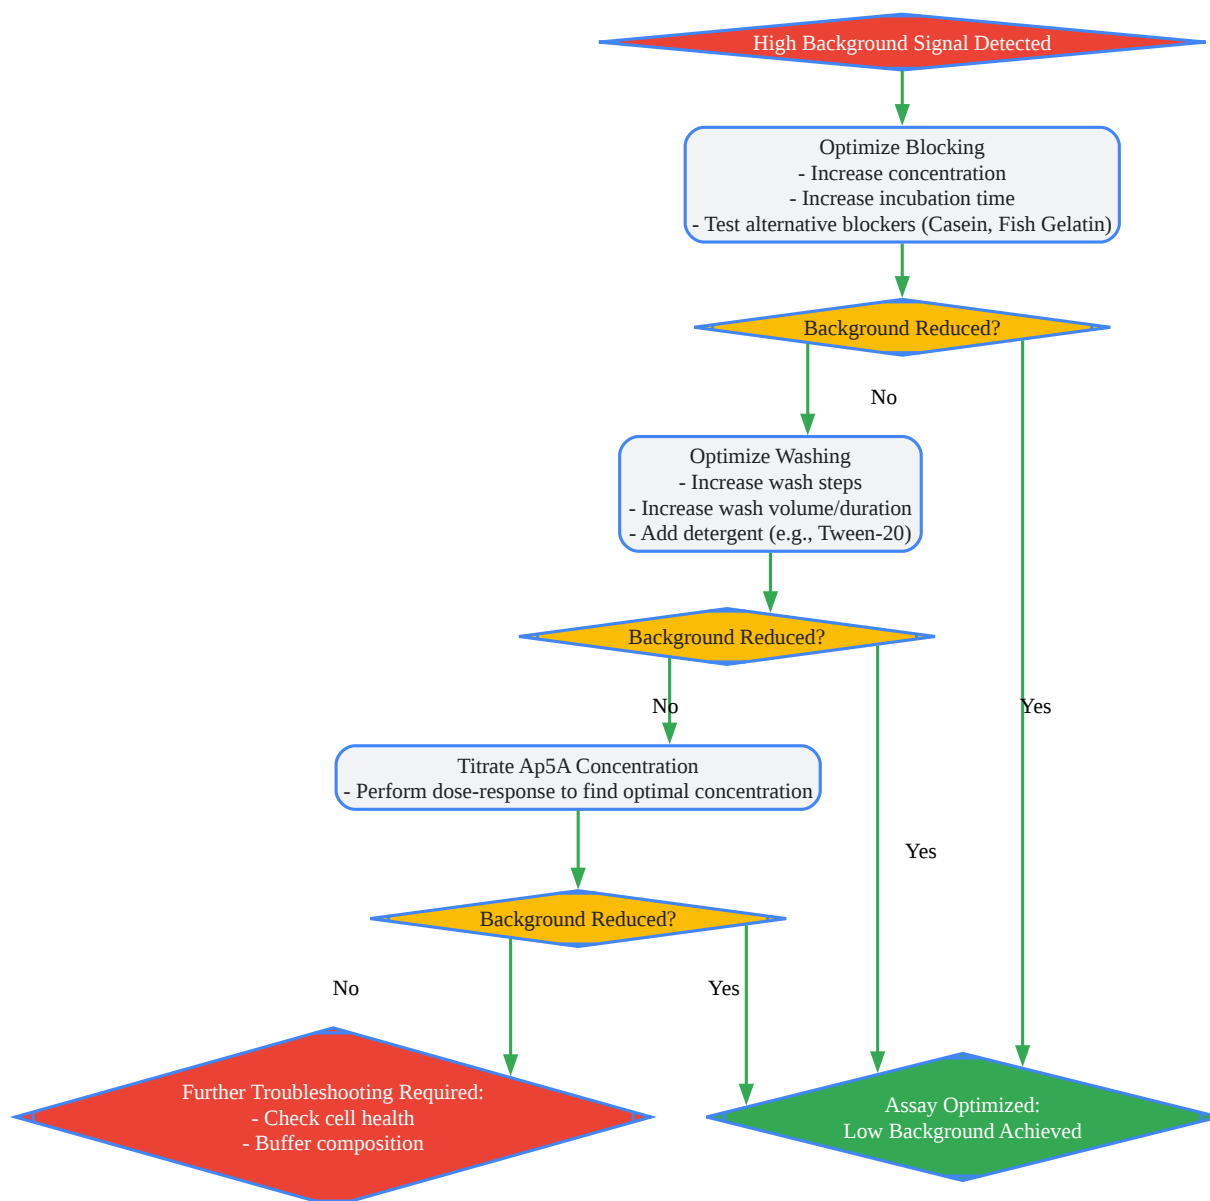 High Background Signal Detected
Optimize Blocking
- Increase concentration
- Increase incubation time
- Test alternative blockers (Casein, Fish Gelatin)
Background Reduced?
No
Optimize Washing
- Increase wash steps
- Increase wash volume/duration
- Add detergent (e.g., Tween-20)
Background Reduced?
No
Yes
Titrate Ap5A Concentration
- Perform dose-response to find optimal concentration
Yes
Background Reduced?
No
Yes
Further Troubleshooting Required:
- Check cell health
- Buffer composition
Assay Optimized:
Low Background Achieved